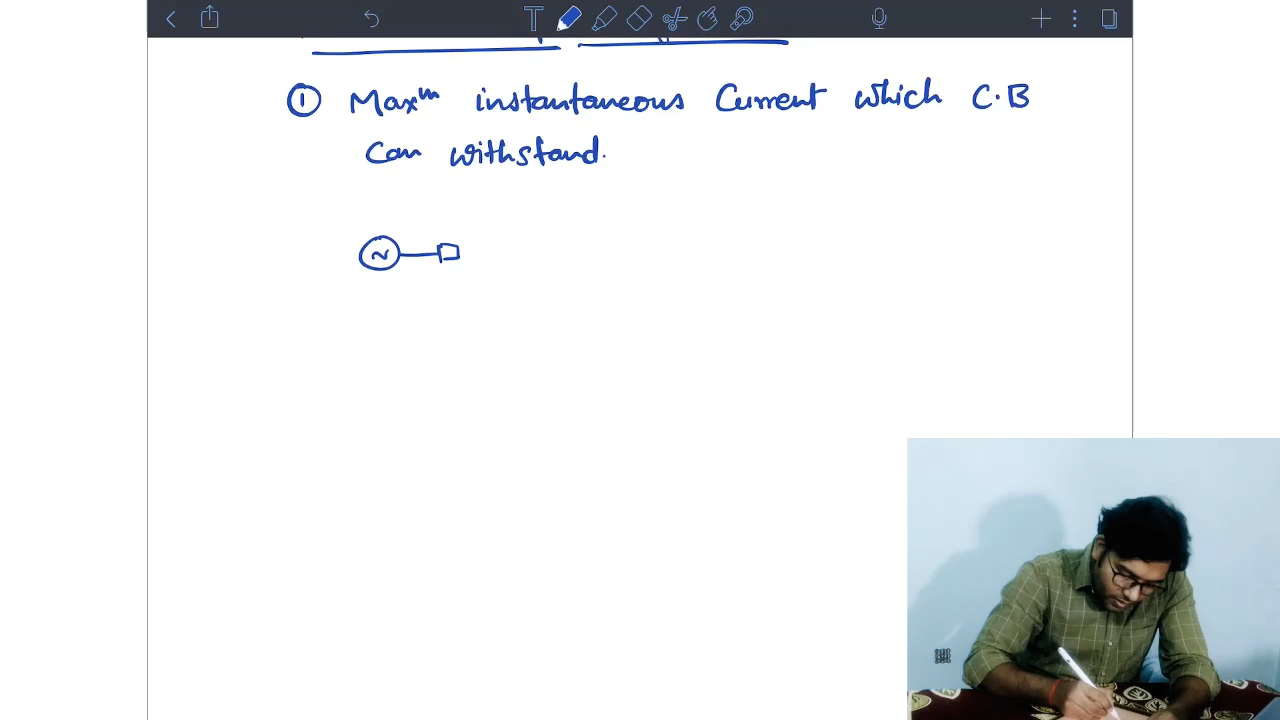 ① Maxᵐ instantaneous Current which C.B
Can withstand.
~